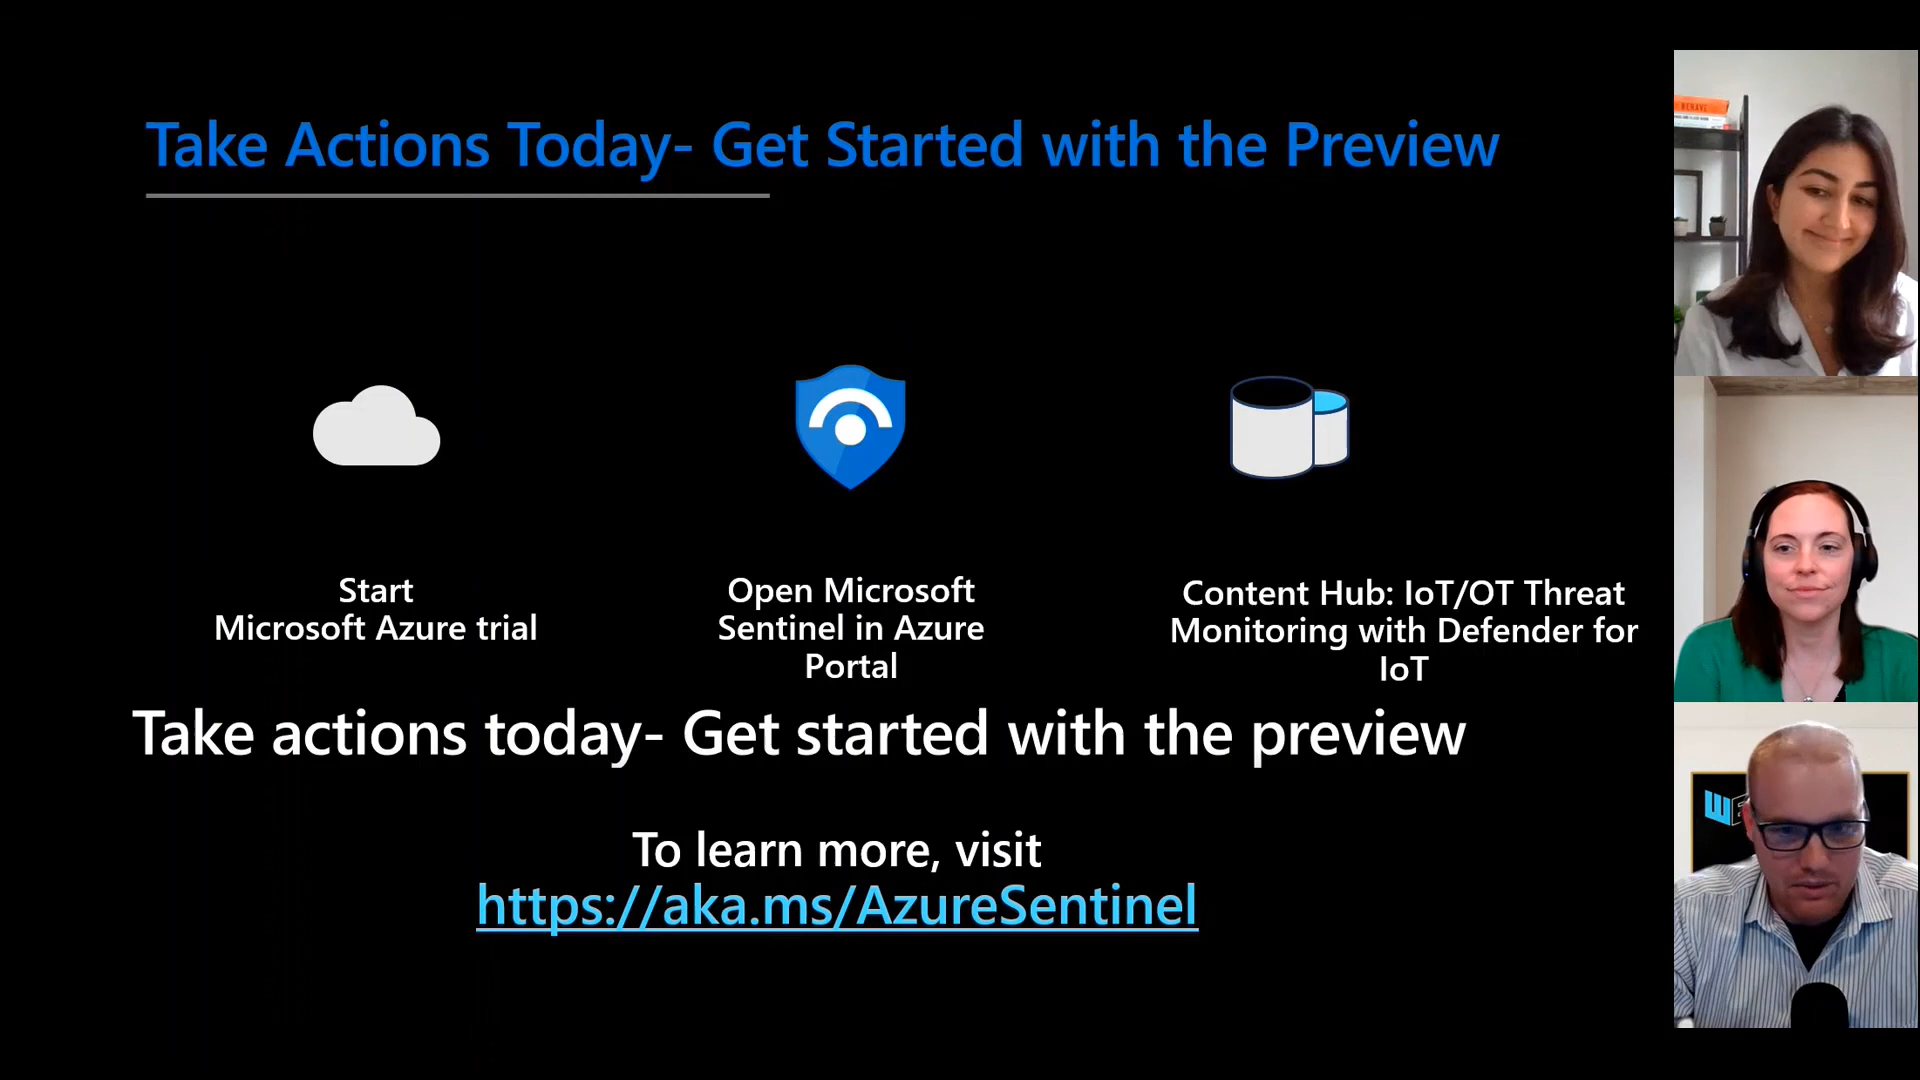 Take Actions Today- Get Started with the Preview
Start
Microsoft Azure trial
Open Microsoft
Sentinel in Azure
Portal
Content Hub: IoT/OT Threat
Monitoring with Defender for
IoT
Take actions today- Get started with the preview
To learn more, visit
https://aka.ms/AzureSentinel
BEHAVE
W